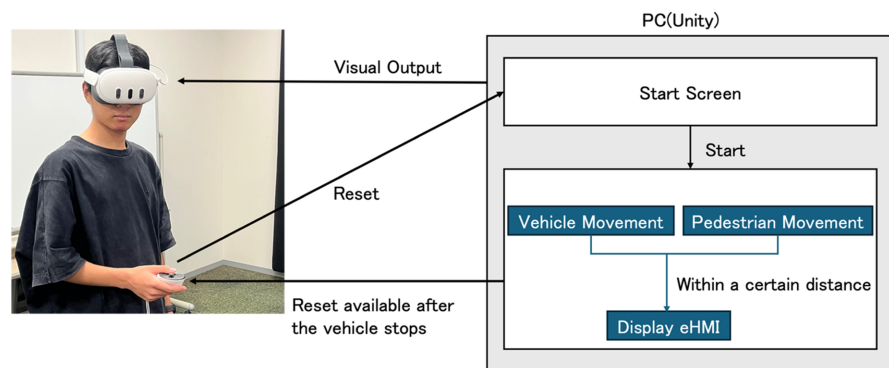 PC(Unity)
Visual Output
Start Screen
Start
Reset
Vehicle Movement
Pedestrian Movement
Within a certain distance
Reset available after
the vehicle stops
Display eHMI